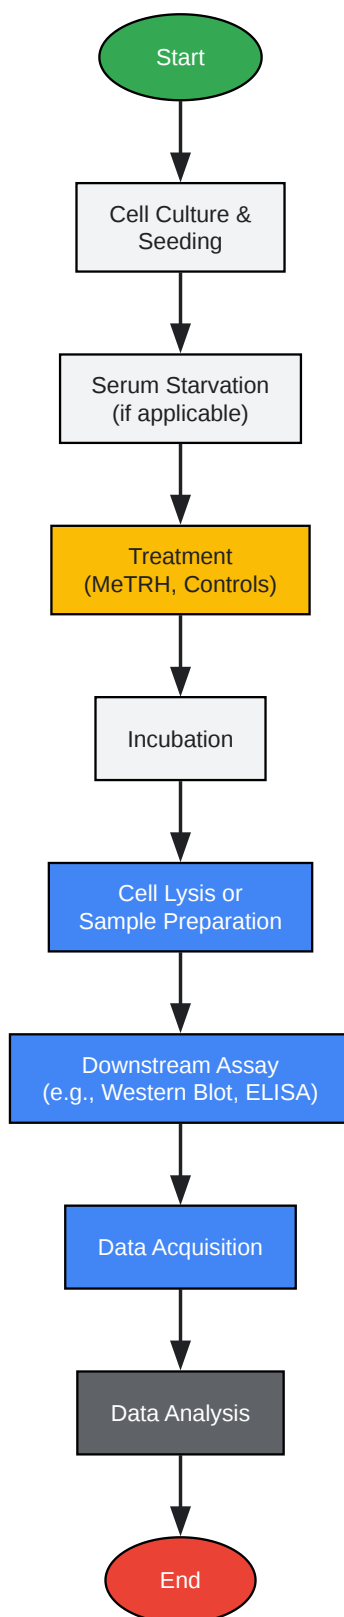 Start
Cell Culture &
Seeding
Serum Starvation
(if applicable)
Treatment
(MeTRH, Controls)
Incubation
Cell Lysis or
Sample Preparation
Downstream Assay
(e.g., Western Blot, ELISA)
Data Acquisition
Data Analysis
End